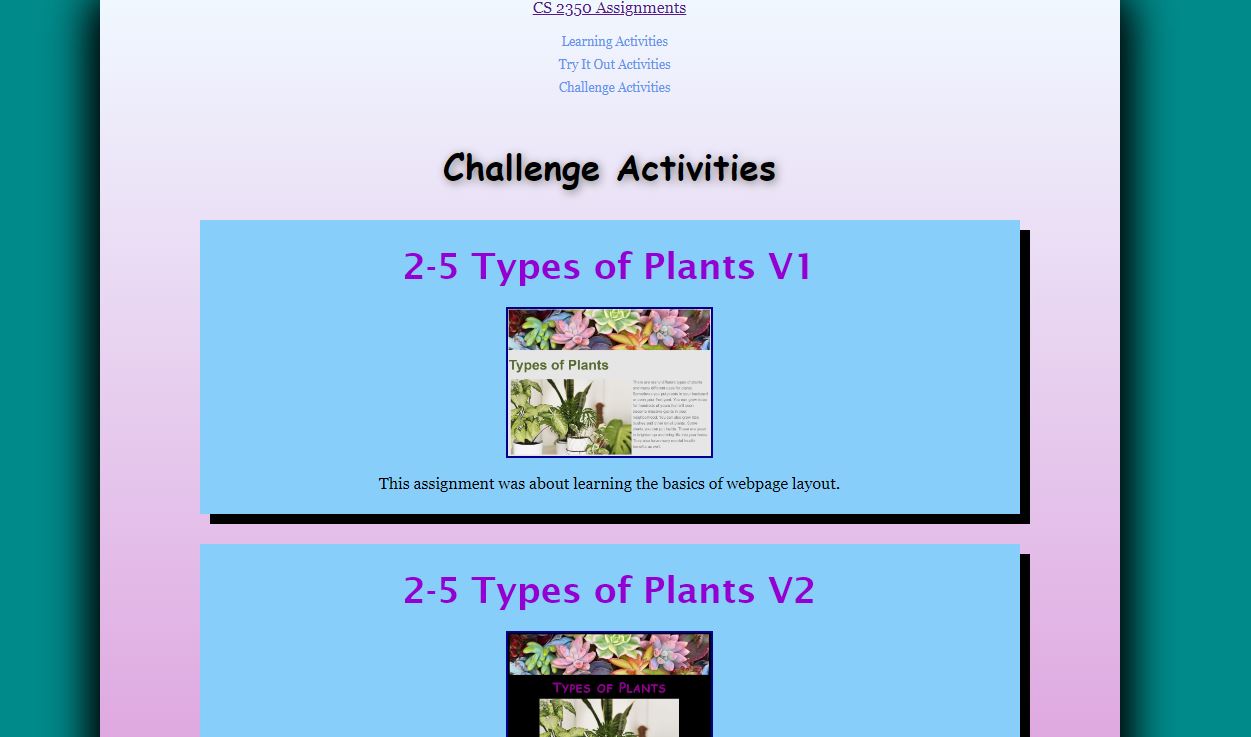 CS 2350 Assignments
Learning Activities
Try It Out Activities
Challenge Activities
Challenge Activities
2-5 Types of Plants V1
Types of Plants
This assignment was about learning the basics of webpage layout.
2-5 Types of Plants V2
Types of Plants